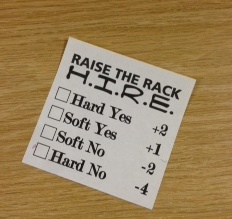 RAISE THE RACK
H.I.R.E.
Hard Yes +2
Soft Yes +1
Soft No -2
Hard No -4